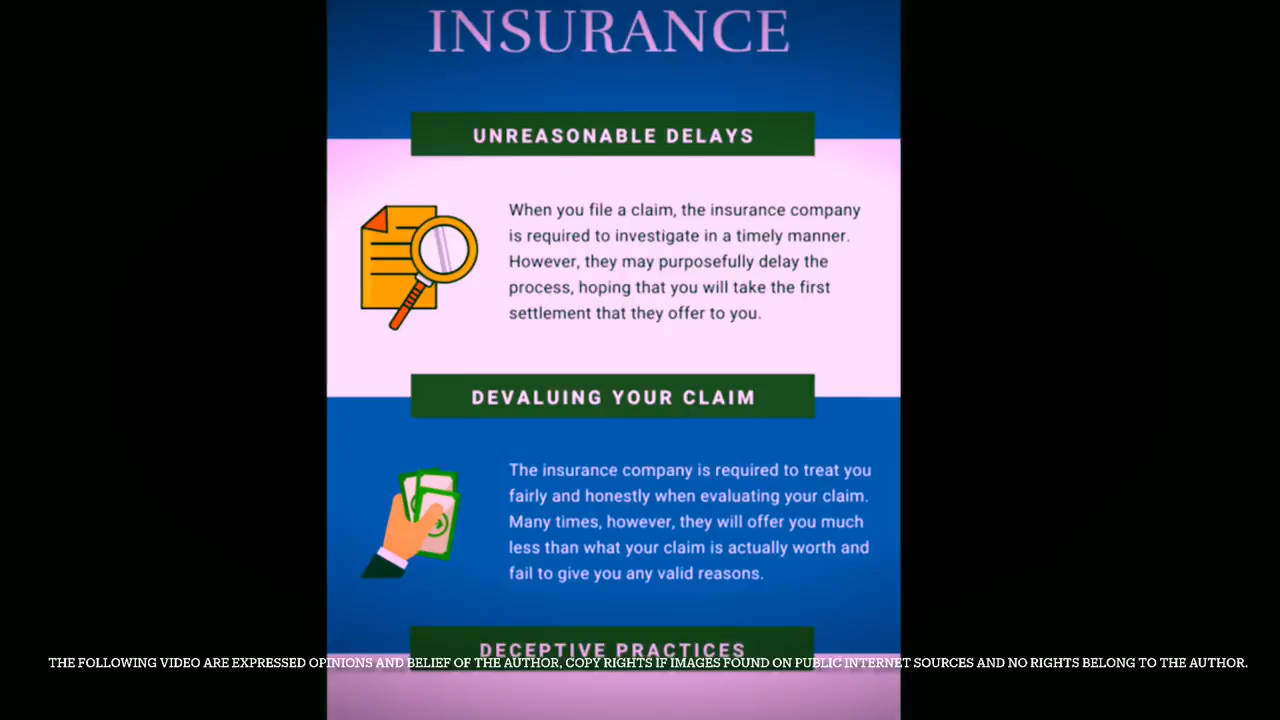 INSURANCE
UNREASONABLE DELAYS
When you file a claim, the insurance company
is required to investigate in a timely manner.
However, they may purposefully delay the
process, hoping that you will take the first
settlement that they offer to you.
DEVALUING YOUR CLAIM
The insurance company is required to treat you
fairly and honestly when evaluating your claim.
Many times, however, they will offer you much
less than what your claim is actually worth and
fail to give you any valid reasons.
DECEPTIVE PRACTICES
THE FOLLOWING VIDEO ARE EXPRESSED OPINIONS AND BELIEF OF THE AUTHOR, COPY RIGHTS IF IMAGES FOUND ON PUBLIC INTERNET SOURCES AND NO RIGHTS BELONG TO THE AUTHOR.